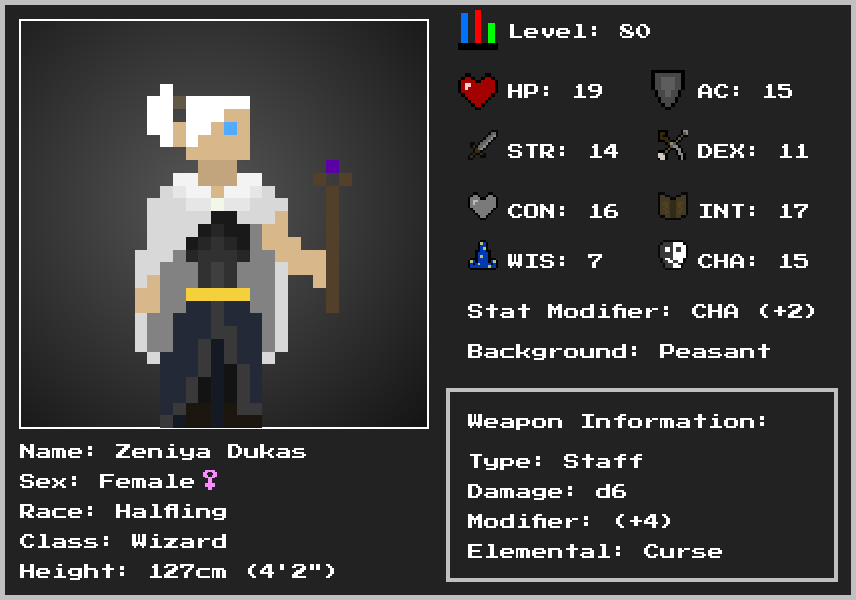 Level: 80
HP: 19
AC: 15
STR: 14
DEX: 11
CON: 16
INT: 17
WIS: 7
CHA: 15
Stat Modifier: CHA (+2)
Background: Peasant
Name: Zeniya Dukas
Sex: Female♀
Race: Halfling
Class: Wizard
Height: 127cm (4'2")
Weapon Information:
Type: Staff
Damage: d6
Modifier: (+4)
Elemental: Curse